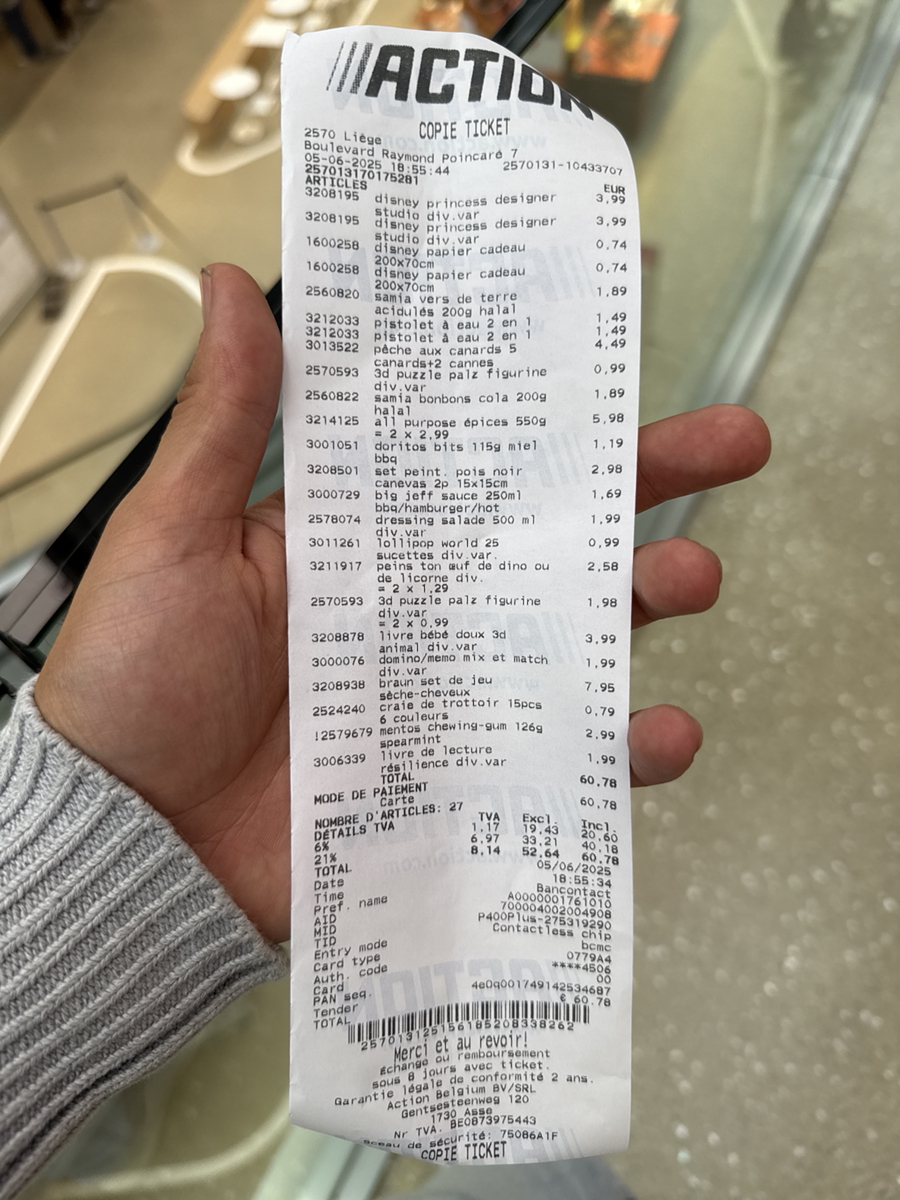 ACTION
COPIE TICKET
2570 Liège
Boulevard Raymond Poincaré 7
05-06-2025 18:55:44 2570131-10433707
257013170175281
ARTICLES EUR
3208195 disney princess designer 3,99
studio div.var
3208195 disney princess designer 3,99
studio div.var
1600258 disney papier cadeau 0,74
200x70cm
1600258 disney papier cadeau 0,74
200x70cm
2560820 samia vers de terre 1,89
acidulés 200g halal
3212033 pistolet à eau 2 en 1 1,49
3212033 pistolet à eau 2 en 1 1,49
3013522 pêche aux canards 5 4,49
canards+2 cannes
2570593 3d puzzle palz figurine 0,99
div.var
2560822 samia bonbons cola 200g 1,89
halal
3214125 all purpose épices 550g 5,98
= 2 x 2,99
3001051 doritos bits 115g miel 1,19
bbq
3208501 set peint. pois noir 2,98
canevas 2p 15x15cm
3000729 big jeff sauce 250ml 1,69
bbq/hamburger/hot
2578074 dressing salade 500 ml 1,99
div.var
3011261 lollipop world 25 0,99
sucettes div.var.
3211917 peins ton œuf de dino ou 2,58
de licorne div.
= 2 x 1,29
2570593 3d puzzle palz figurine 1,98
div.var
= 2 x 0,99
3208878 livre bébé doux 3d 3,99
animal div.var
3000076 domino/memo mix et match 1,99
div.var
3208938 braun set de jeu 7,95
sèche-cheveux
2524240 craie de trottoir 15pcs 0,79
6 couleurs
!2579679 mentos chewing-gum 126g 2,99
spearmint
3006339 livre de lecture 1,99
résilience div.var
TOTAL 60,78
MODE DE PAIEMENT
Carte 60,78
NOMBRE D'ARTICLES: 27
DÉTAILS TVA TVA Excl. Incl.
6% 1,17 19,43 20,60
21% 6,97 33,21 40,18
TOTAL 8,14 52,64 60,78
Date 05/06/2025
Time 18:55:34
Pref. name Bancontact
AID A0000001761010
MID 700004002004908
TID P400Plus-275319290
Entry mode Contactless chip
Card type bcmc
Auth. code 0779A4
Card ****4506
PAN seq. 00
Tender 4e0q001749142534687
TOTAL € 60,78
257013125156185208338262
Merci et au revoir!
Échange ou remboursement
sous 8 jours avec ticket.
Garantie légale de conformité 2 ans.
Action Belgium BV/SRL
Gentsesteenweg 120
1730 Asse
Nr TVA. BE0873975443
de sécurité: 75086A1F
COPIE TICKET